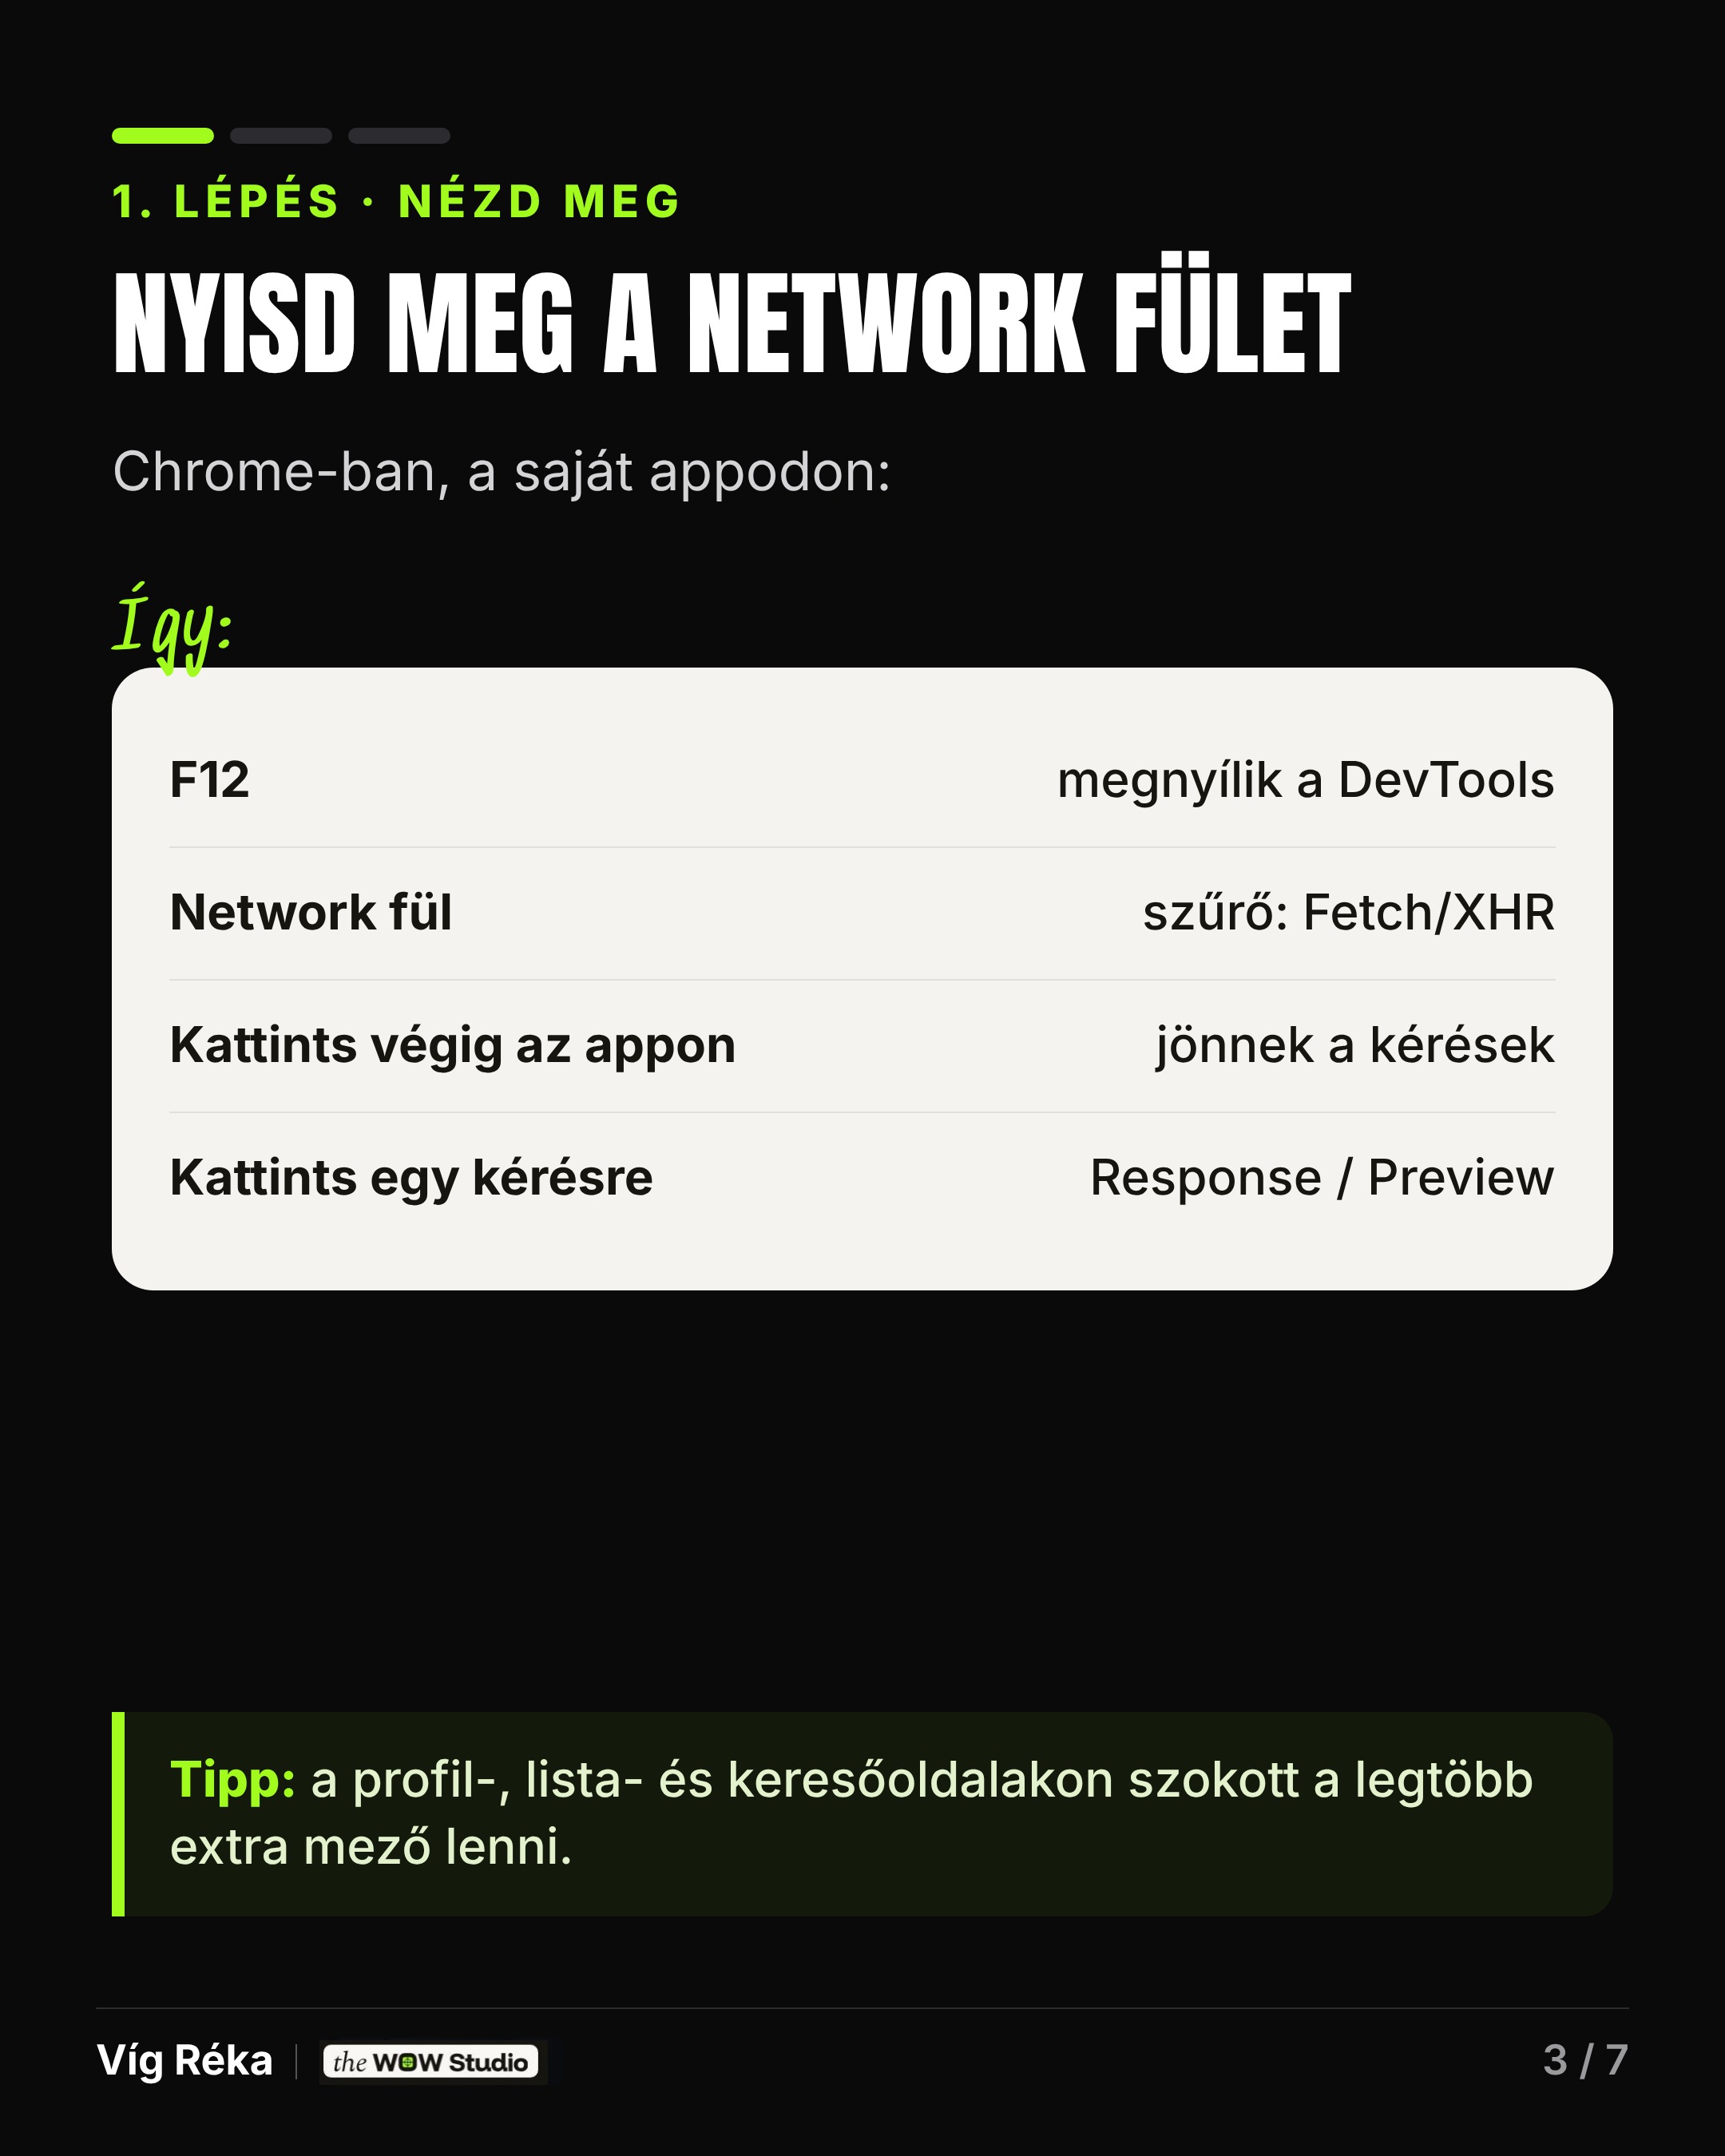 1. LÉPÉS · NÉZD MEG
NYISD MEG A NETWORK FÜLET
Chrome-ban, a saját appodon:
Így:
F12 megnyílik a DevTools
Network fül szűrő: Fetch/XHR
Kattints végig az appon jönnek a kérések
Kattints egy kérésre Response / Preview
Tipp: a profil-, lista- és keresőoldalakon szokott a legtöbb
extra mező lenni.
Víg Réka the WOW Studio 3 / 7